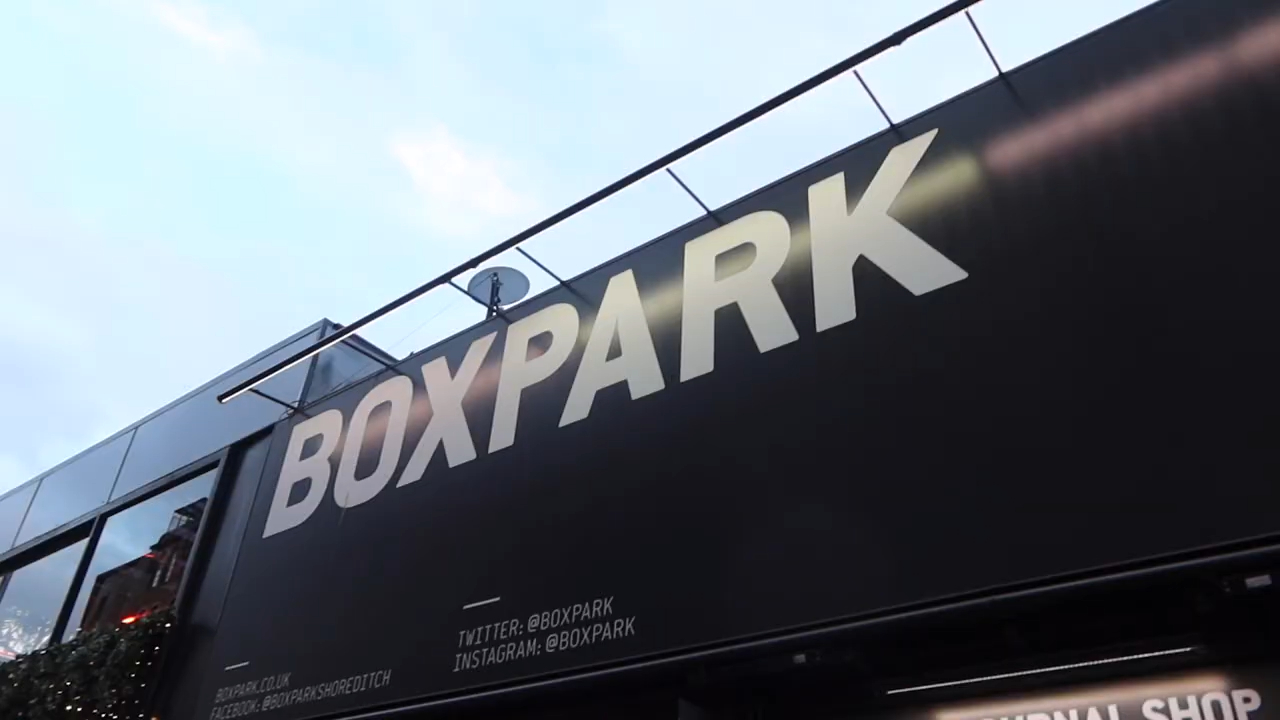 BOXPARK
TWITTER: @BOXPARK
INSTAGRAM: @BOXPARK
BOXPARK.CO.UK
FACEBOOK: @BOXPARKSHOREDITCH
SHOP